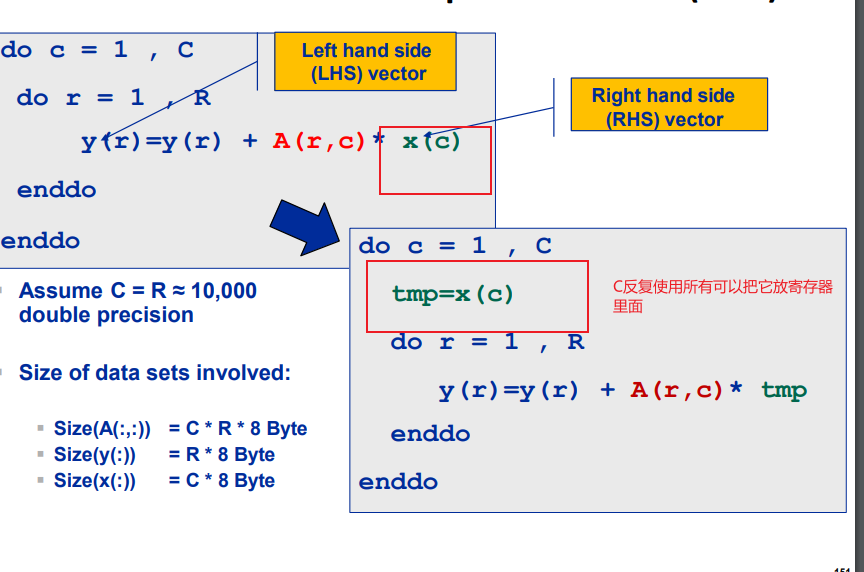 do c = 1 , C
Left hand side
(LHS) vector
do r = 1 , R
Right hand side
(RHS) vector
y(r)=y(r) + A(r,c)* x(c)
enddo
enddo
do c = 1 , C
tmp=x(c)
C反复使用所有可以把它放寄存器
里面
do r = 1 , R
y(r)=y(r) + A(r,c)* tmp
enddo
enddo
Assume C = R ≈ 10,000
double precision
Size of data sets involved:
Size(A(:,:)) = C * R * 8 Byte
Size(y(:)) = R * 8 Byte
Size(x(:)) = C * 8 Byte